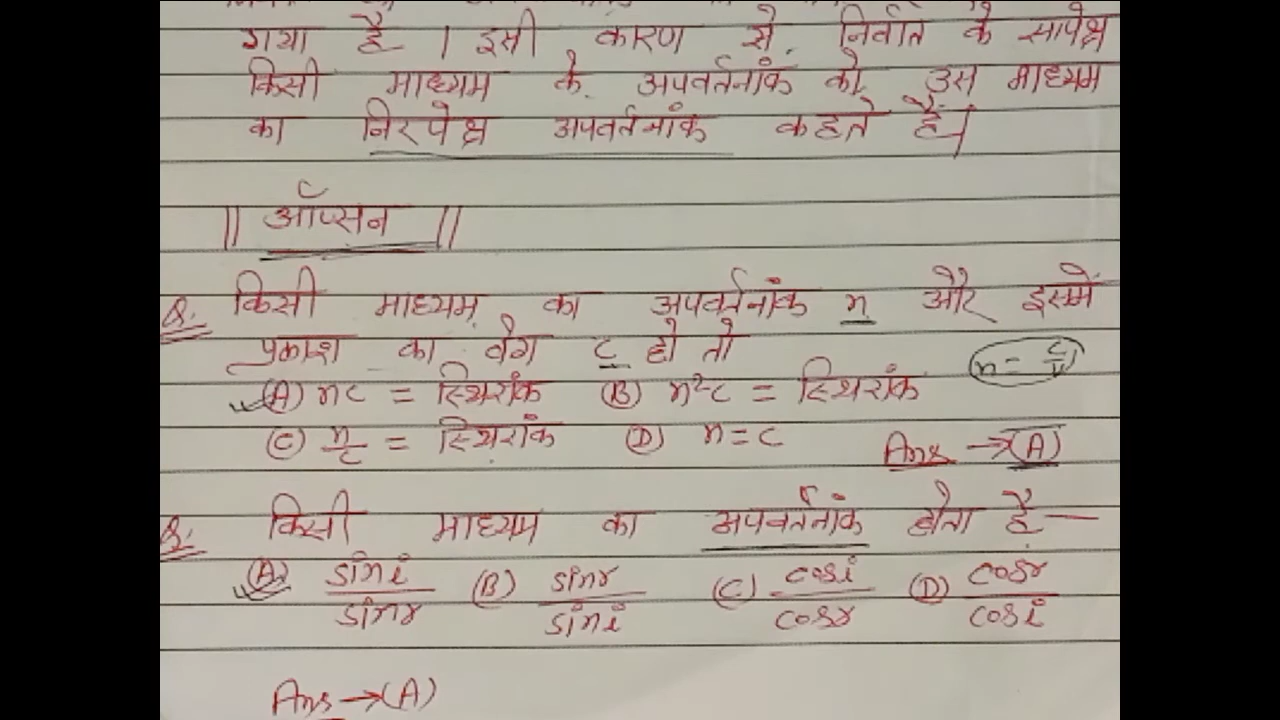 गया है । इसी कारण से निर्वात के सापेक्ष
किसी माध्यम के अपवर्तनांक को उस माध्यम
का निरपेक्ष अपवर्तनांक कहते हैं।
|| ऑप्सन ||
Q. किसी माध्यम का अपवर्तनांक n और इसमें
प्रकाश का वेग c हो तो
n = c/v
(A) nc = स्थिरांक (B) n²c = स्थिरांक
(C) n/c = स्थिरांक (D) n = c Ans → (A)
Q. किसी माध्यम का अपवर्तनांक होता है —
(A) sin i / sin r (B) sin r / sin i (C) cos i / cos r (D) cos r / cos i
Ans → (A)